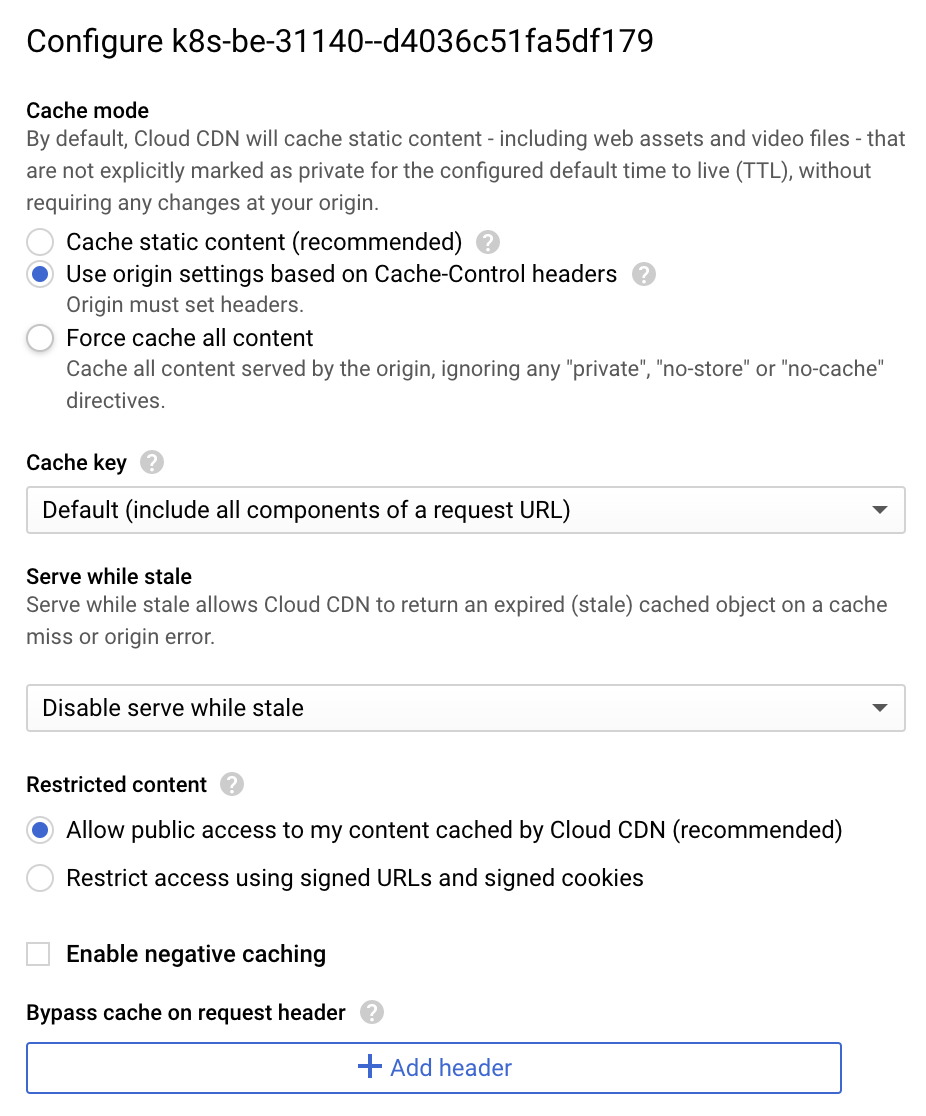 Configure k8s-be-31140--d4036c51fa5df179
Cache mode
By default, Cloud CDN will cache static content - including web assets and video files - that
are not explicitly marked as private for the configured default time to live (TTL), without
requiring any changes at your origin.
Cache static content (recommended) ?
Use origin settings based on Cache-Control headers ?
Origin must set headers.
Force cache all content
Cache all content served by the origin, ignoring any "private", "no-store" or "no-cache"
directives.
Cache key ?
Default (include all components of a request URL)
Serve while stale
Serve while stale allows Cloud CDN to return an expired (stale) cached object on a cache
miss or origin error.
Disable serve while stale
Restricted content ?
Allow public access to my content cached by Cloud CDN (recommended)
Restrict access using signed URLs and signed cookies
Enable negative caching
Bypass cache on request header ?
+ Add header